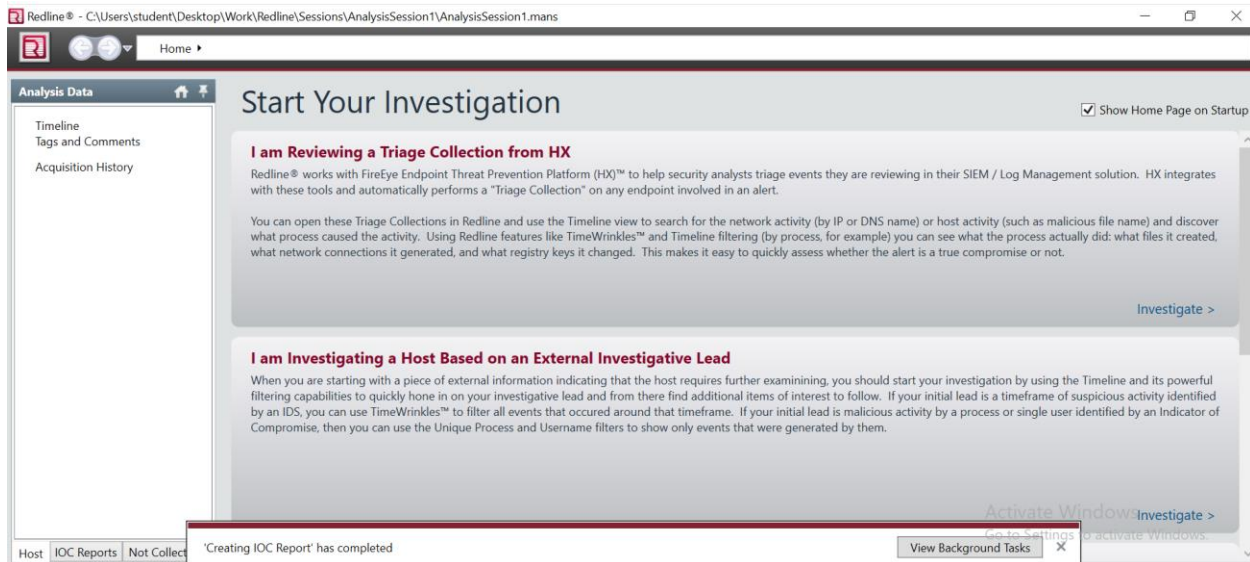 Redline® - C:\Users\student\Desktop\Work\Redline\Sessions\AnalysisSession1\AnalysisSession1.mans
Home
Analysis Data
Timeline
Tags and Comments
Acquisition History
Start Your Investigation
Show Home Page on Startup
I am Reviewing a Triage Collection from HX
Redline® works with FireEye Endpoint Threat Prevention Platform (HX)™ to help security analysts triage events they are reviewing in their SIEM / Log Management solution. HX integrates
with these tools and automatically performs a "Triage Collection" on any endpoint involved in an alert.
You can open these Triage Collections in Redline and use the Timeline view to search for the network activity (by IP or DNS name) or host activity (such as malicious file name) and discover
what process caused the activity. Using Redline features like TimeWrinkles™ and Timeline filtering (by process, for example) you can see what the process actually did: what files it created,
what network connections it generated, and what registry keys it changed. This makes it easy to quickly assess whether the alert is a true compromise or not.
Investigate >
I am Investigating a Host Based on an External Investigative Lead
When you are starting with a piece of external information indicating that the host requires further examinining, you should start your investigation by using the Timeline and its powerful
filtering capabilities to quickly hone in on your investigative lead and from there find additional items of interest to follow. If your initial lead is a timeframe of suspicious activity identified
by an IDS, you can use TimeWrinkles™ to filter all events that occured around that timeframe. If your initial lead is malicious activity by a process or single user identified by an Indicator of
Compromise, then you can use the Unique Process and Username filters to show only events that were generated by them.
Activate Windows
Investigate >
Go to Settings to activate Windows.
Host IOC Reports Not Collect
'Creating IOC Report' has completed
View Background Tasks